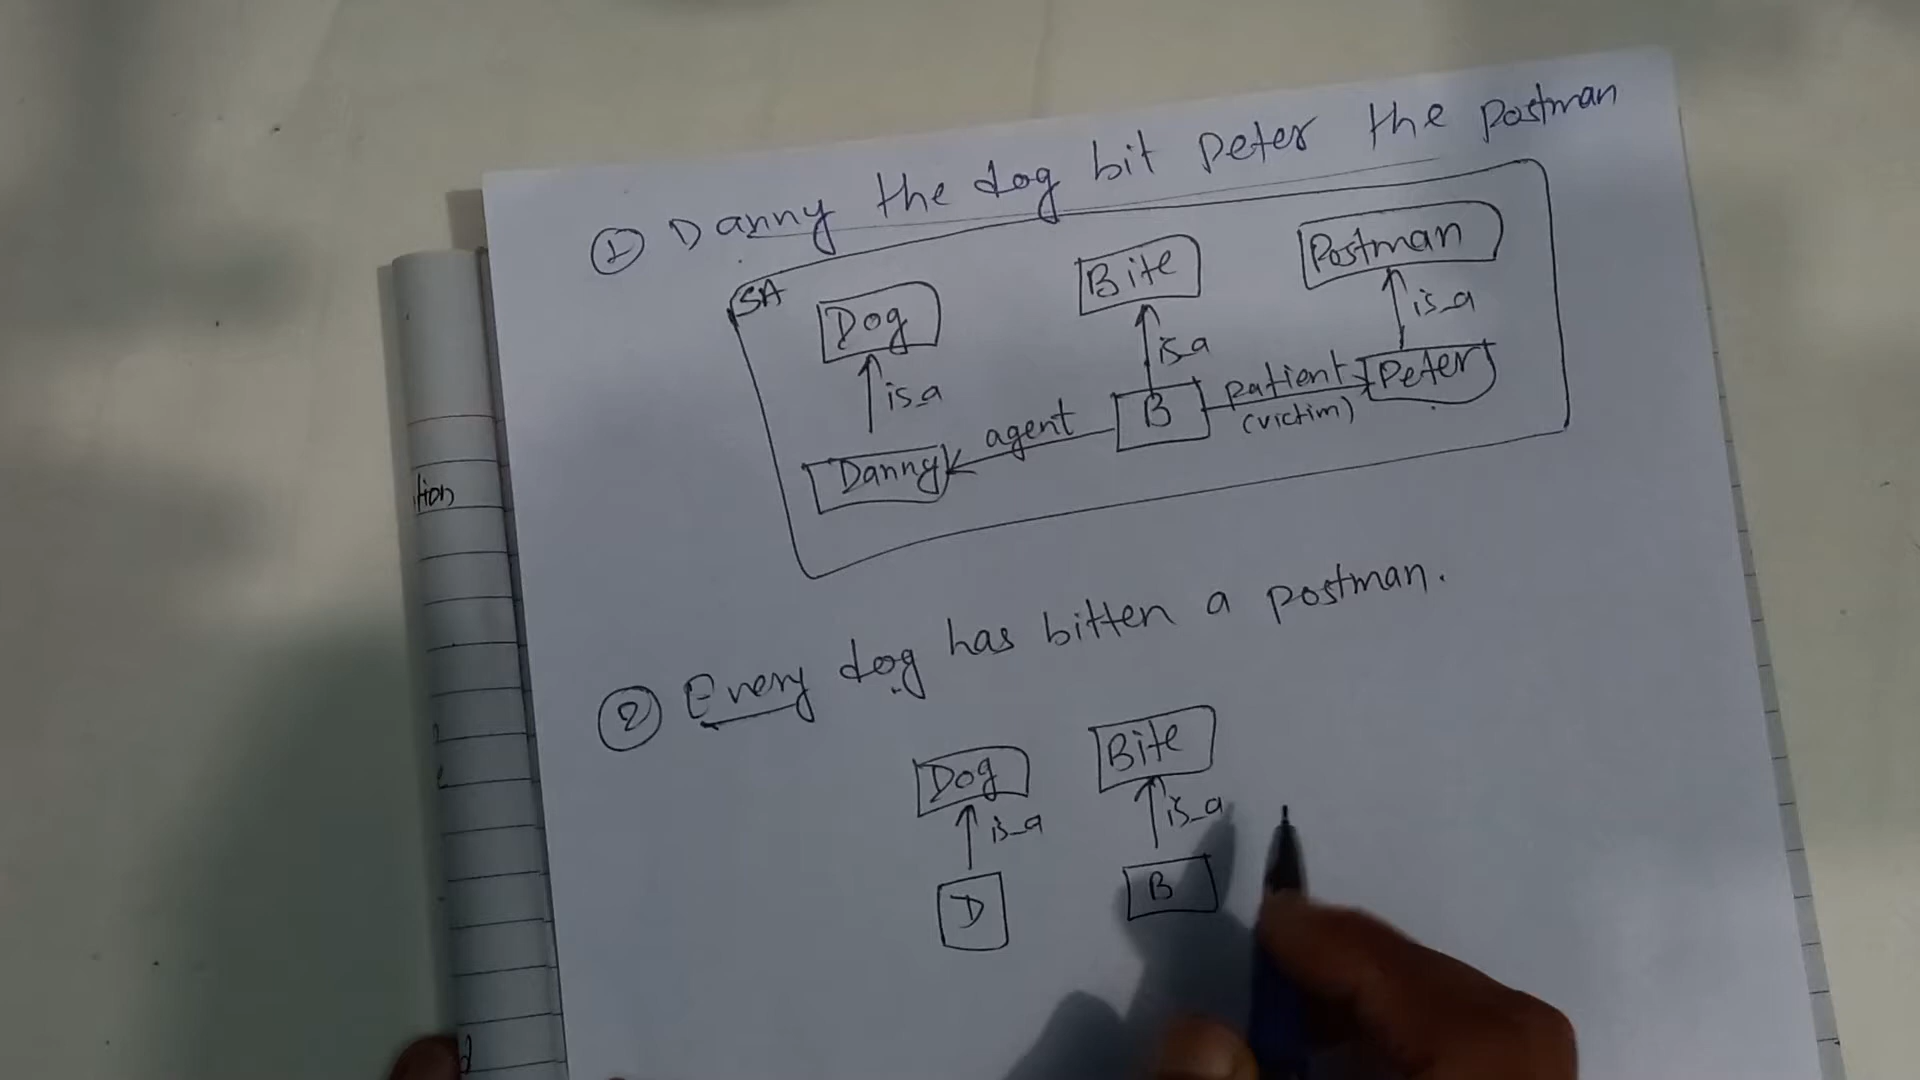 ① Danny the dog bit Peter the postman
SA
Dog
Bite
Postman
is_a
is_a
is_a
Danny
agent
B
patient
(victim)
Peter
② Every dog has bitten a postman.
Dog
Bite
is_a
is_a
D
B